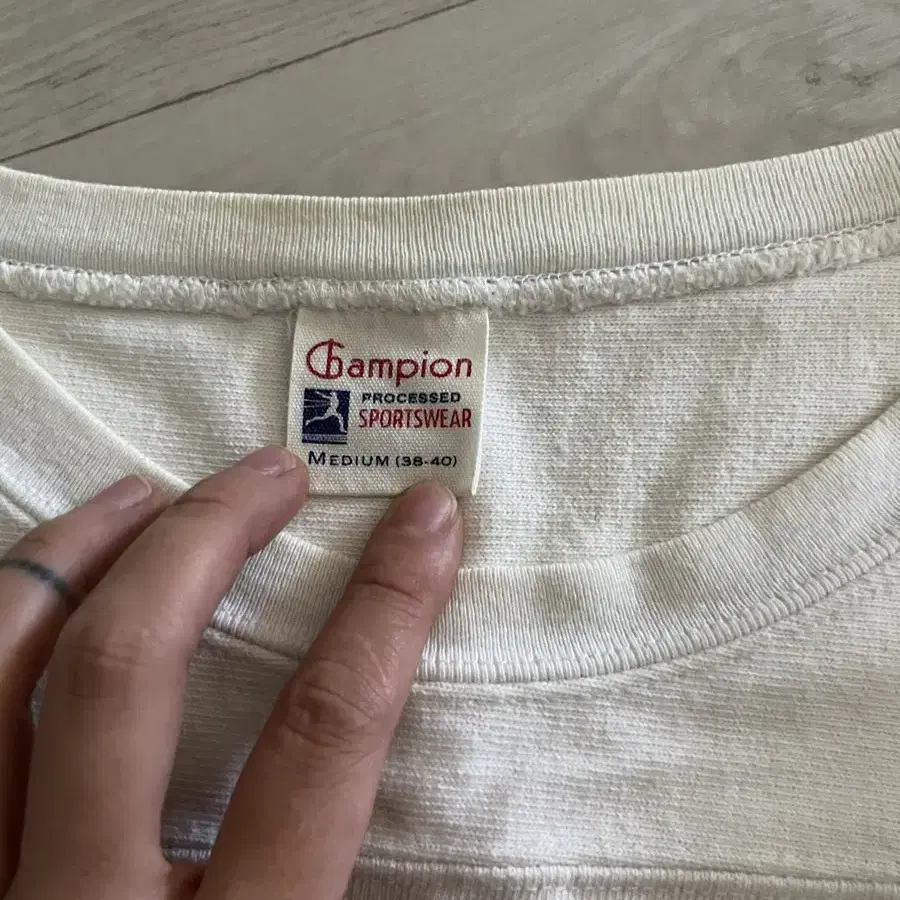 Champion
PROCESSED
SPORTSWEAR
MEDIUM (38-40)